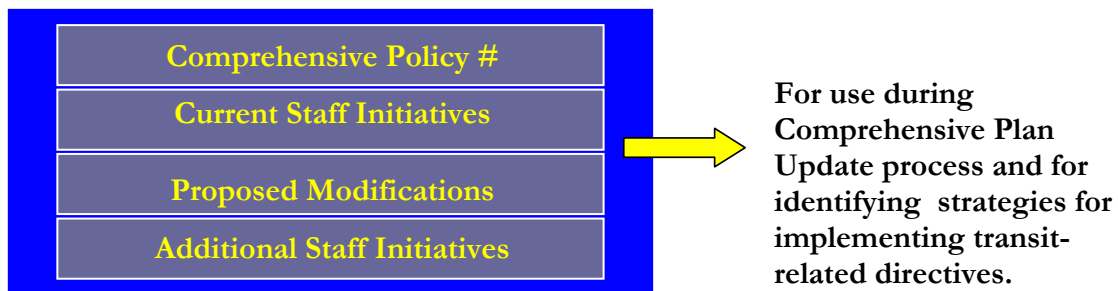 Comprehensive Policy #
Current Staff Initiatives
Proposed Modifications
Additional Staff Initiatives
For use during
Comprehensive Plan
Update process and for
identifying strategies for
implementing transit-
related directives.